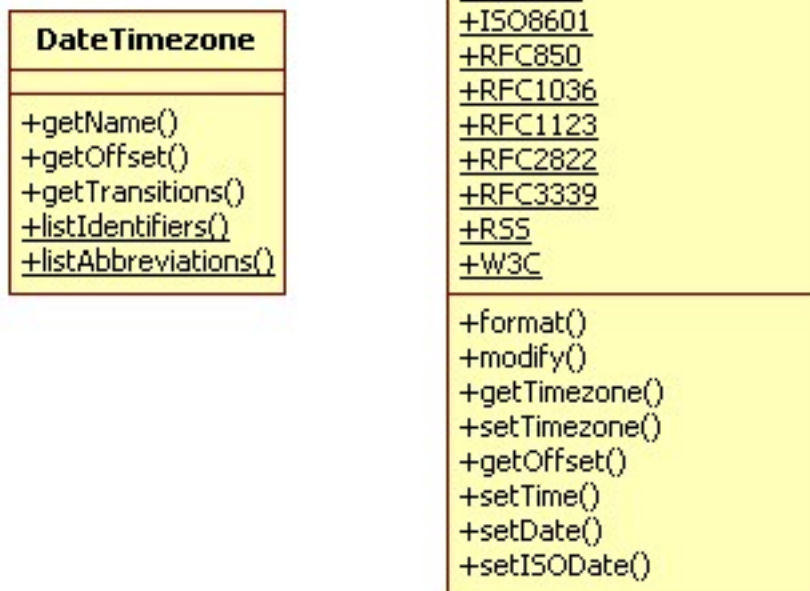 DateTimezone
+getName()
+getOffset()
+getTransitions()
+listIdentifiers()
+listAbbreviations()
+ISO8601
+RFC850
+RFC1036
+RFC1123
+RFC2822
+RFC3339
+RSS
+W3C
+format()
+modify()
+getTimezone()
+setTimezone()
+getOffset()
+setTime()
+setDate()
+setISODate()